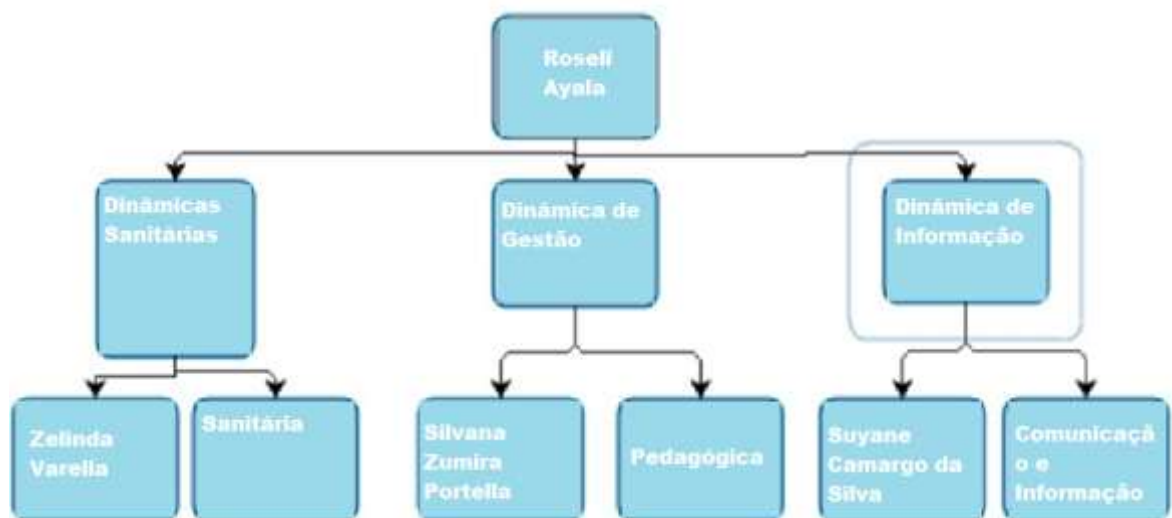 Roseli
Ayala
Dinâmicas
Sanitárias
Dinâmica de
Gestão
Dinâmica de
Informação
Zelinda
Varella
Sanitária
Silvana
Zumira
Portella
Pedagógica
Suyane
Camargo da
Silva
Comunicaçã
o e
Informação